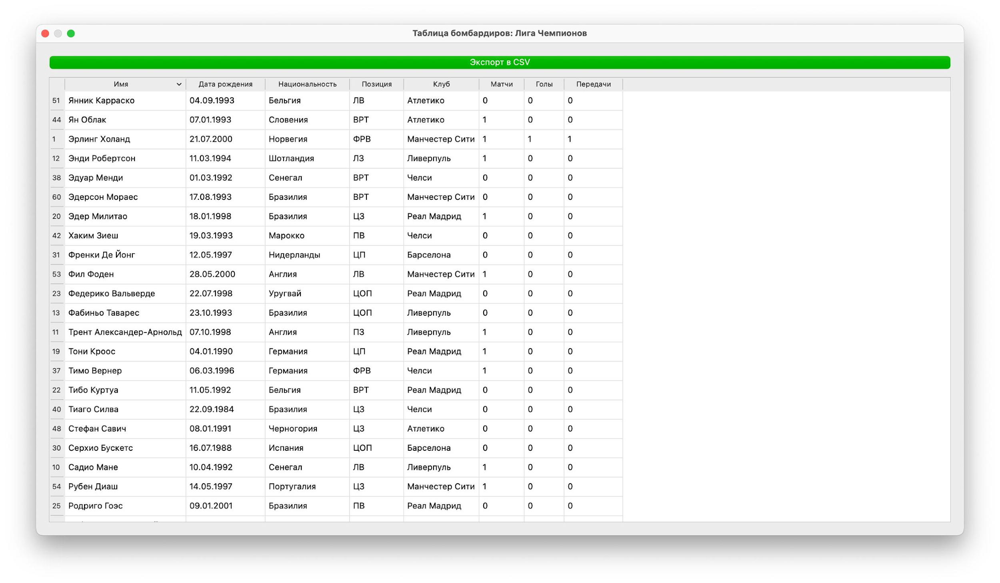 Таблица бомбардиров: Лига Чемпионов
Экспорт в CSV
Имя Дата рождения Национальность Позиция Клуб Матчи Голы Передачи
51 Янник Карраско 04.09.1993 Бельгия ЛВ Атлетико 0 0 0
44 Ян Облак 07.01.1993 Словения ВРТ Атлетико 1 0 0
1 Эрлинг Холанд 21.07.2000 Норвегия ФРВ Манчестер Сити 1 1 1
12 Энди Робертсон 11.03.1994 Шотландия ЛЗ Ливерпуль 1 0 0
38 Эдуар Менди 01.03.1992 Сенегал ВРТ Челси 0 0 0
60 Эдерсон Мораес 17.08.1993 Бразилия ВРТ Манчестер Сити 0 0 0
20 Эдер Милитао 18.01.1998 Бразилия ЦЗ Реал Мадрид 1 0 0
42 Хаким Зиеш 19.03.1993 Марокко ПВ Челси 0 0 0
31 Френки Де Йонг 12.05.1997 Нидерланды ЦП Барселона 0 0 0
53 Фил Фоден 28.05.2000 Англия ЛВ Манчестер Сити 1 0 0
23 Федерико Вальверде 22.07.1998 Уругвай ЦОП Реал Мадрид 0 0 0
13 Фабиньо Таварес 23.10.1993 Бразилия ЦОП Ливерпуль 0 0 0
11 Трент Александер-Арнольд 07.10.1998 Англия ПЗ Ливерпуль 1 0 0
19 Тони Кроос 04.01.1990 Германия ЦП Реал Мадрид 1 0 0
37 Тимо Вернер 06.03.1996 Германия ФРВ Челси 1 0 0
22 Тибо Куртуа 11.05.1992 Бельгия ВРТ Реал Мадрид 0 0 0
40 Тиаго Силва 22.09.1984 Бразилия ЦЗ Челси 0 0 0
48 Стефан Савич 08.01.1991 Черногория ЦЗ Атлетико 0 0 0
30 Серхио Бускетс 16.07.1988 Испания ЦОП Барселона 0 0 0
10 Садио Мане 10.04.1992 Сенегал ЛВ Ливерпуль 1 0 0
54 Рубен Диаш 14.05.1997 Португалия ЦЗ Манчестер Сити 1 0 0
25 Родриго Гоэс 09.01.2001 Бразилия ПВ Реал Мадрид 0 0 0